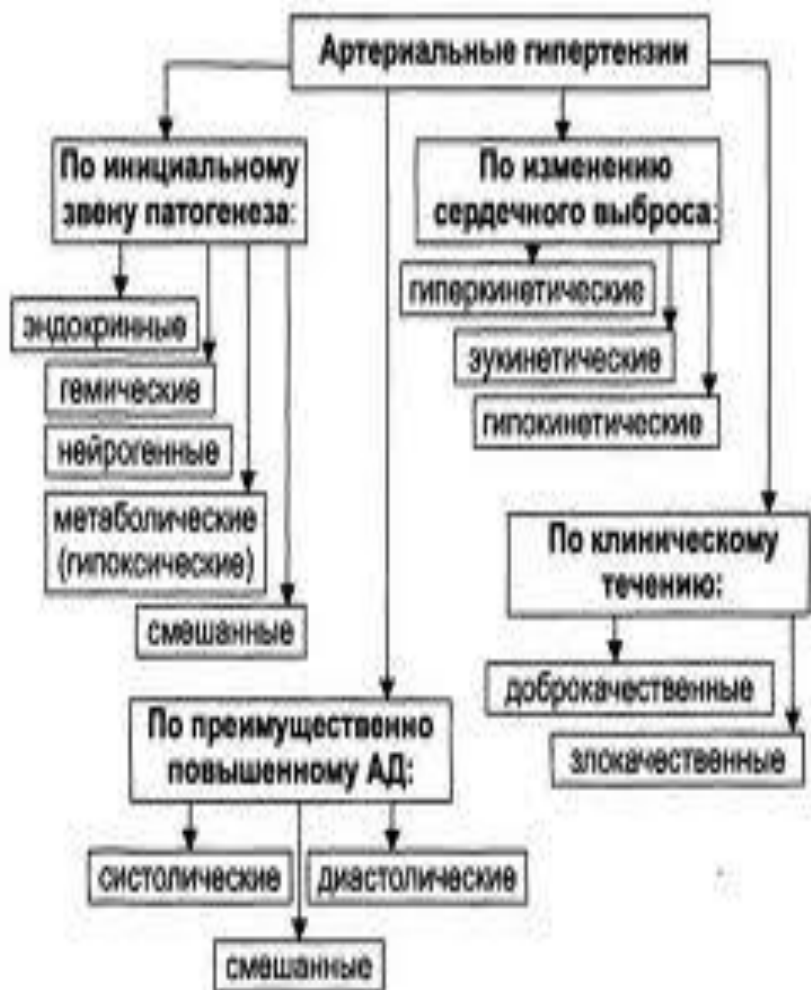 Артериальные гипертензии
По инициальному
звену патогенеза:
эндокринные
гемические
нейрогенные
метаболические
(гипоксические)
смешанные
По изменению
сердечного выброса:
гиперкинетические
эукинетические
гипокинетические
По клиническому
течению:
доброкачественные
злокачественные
По преимущественно
повышенному АД:
систолические
диастолические
смешанные